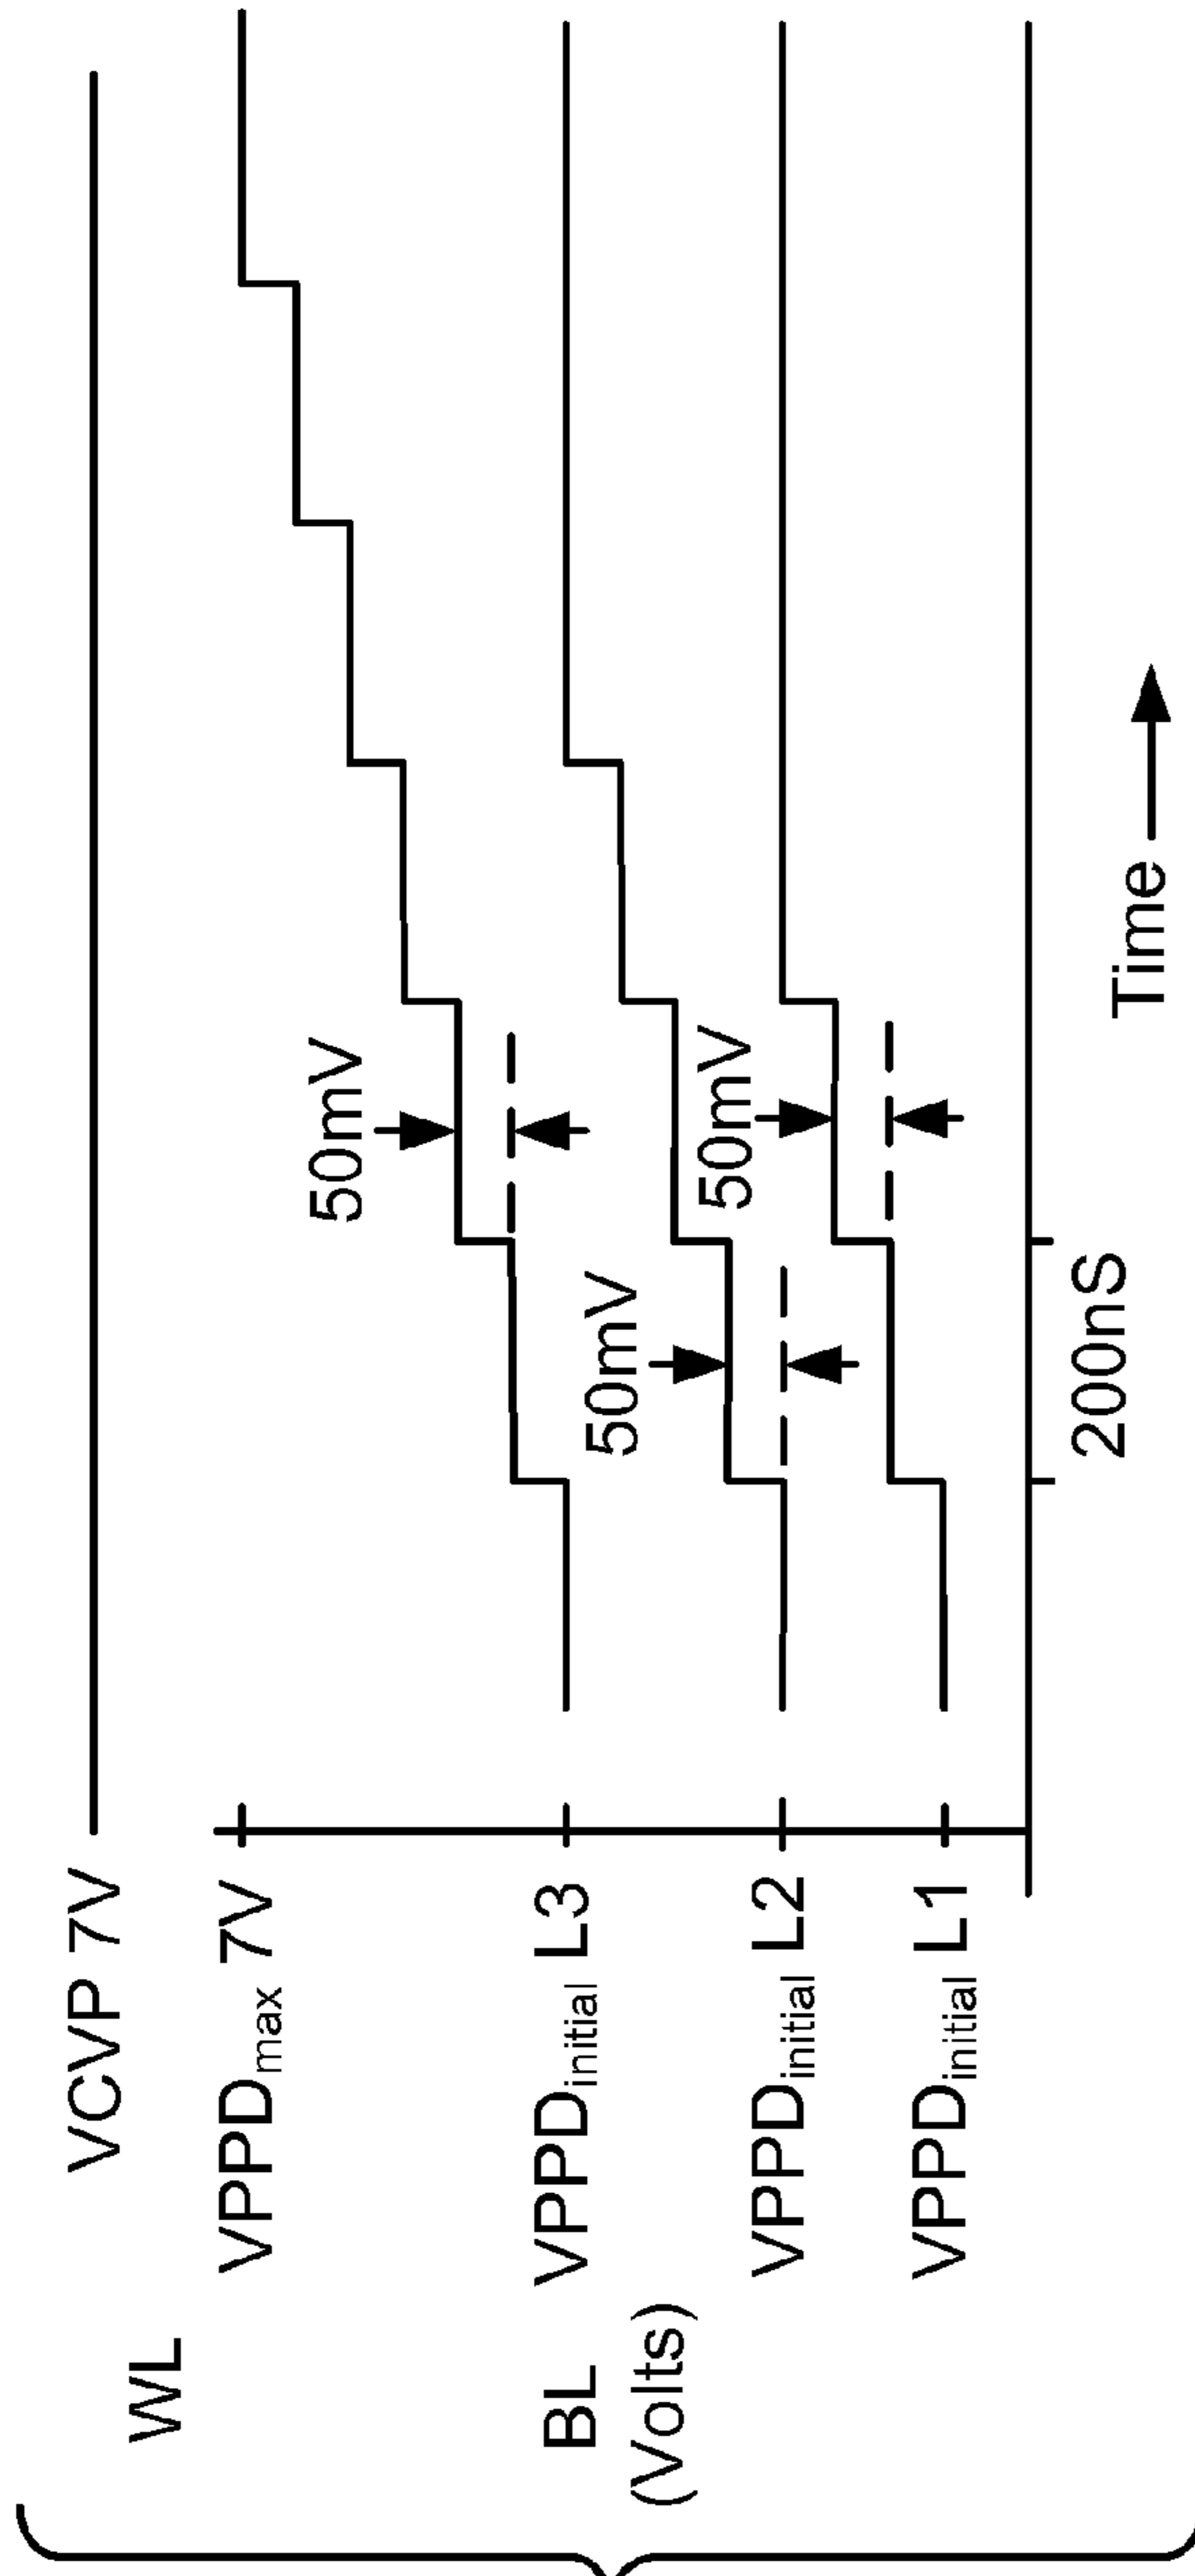 WL
VCVP 7V
VPPDmax 7V
BL
(Volts)
VPPDinitial L3
VPPDinitial L2
VPPDinitial L1
50mV
50mV
50mV
200nS
Time